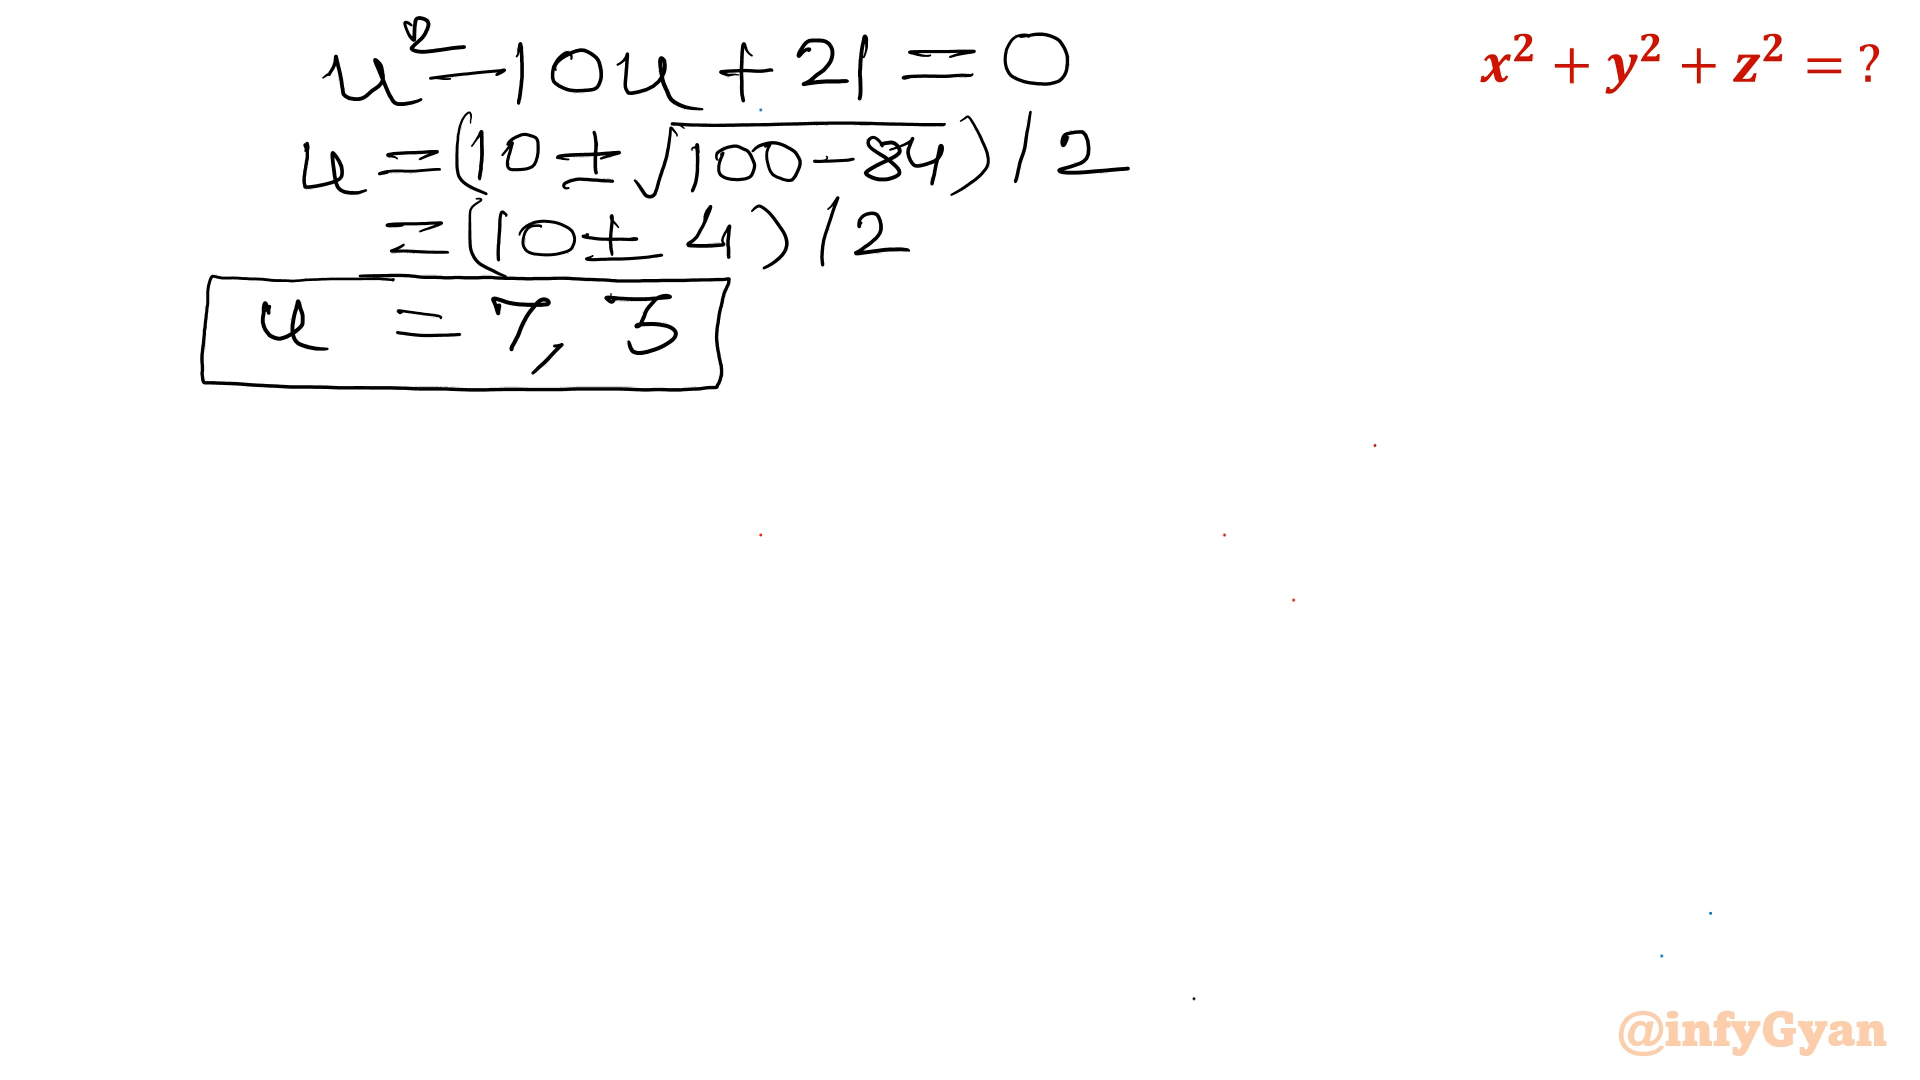 u² - 10u + 21 = 0
x² + y² + z² = ?
u = (10 ± √100-84) / 2
= (10 ± 4) / 2
u = 7, 3
@infyGyan